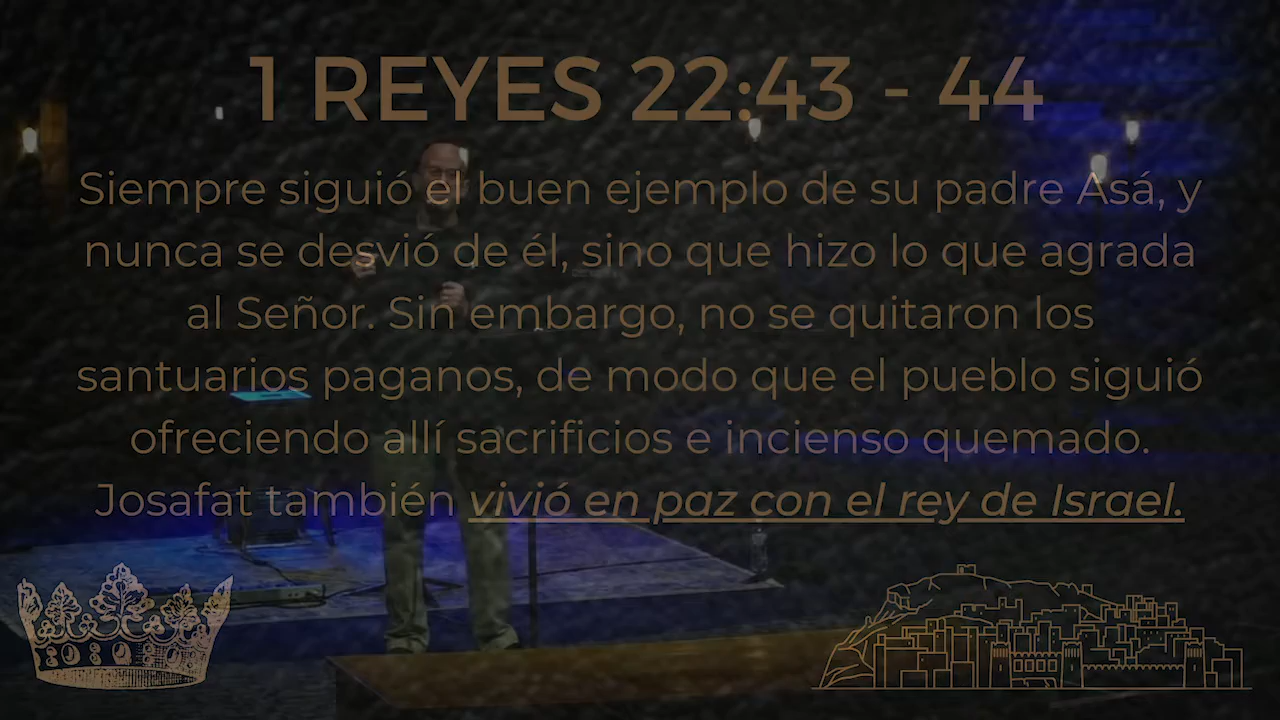 1 REYES 22:43 - 44
Siempre siguió el buen ejemplo de su padre Asá, y
nunca se desvió de él, sino que hizo lo que agrada
al Señor. Sin embargo, no se quitaron los
santuarios paganos, de modo que el pueblo siguió
ofreciendo allí sacrificios e incienso quemado.
Josafat también vivió en paz con el rey de Israel.